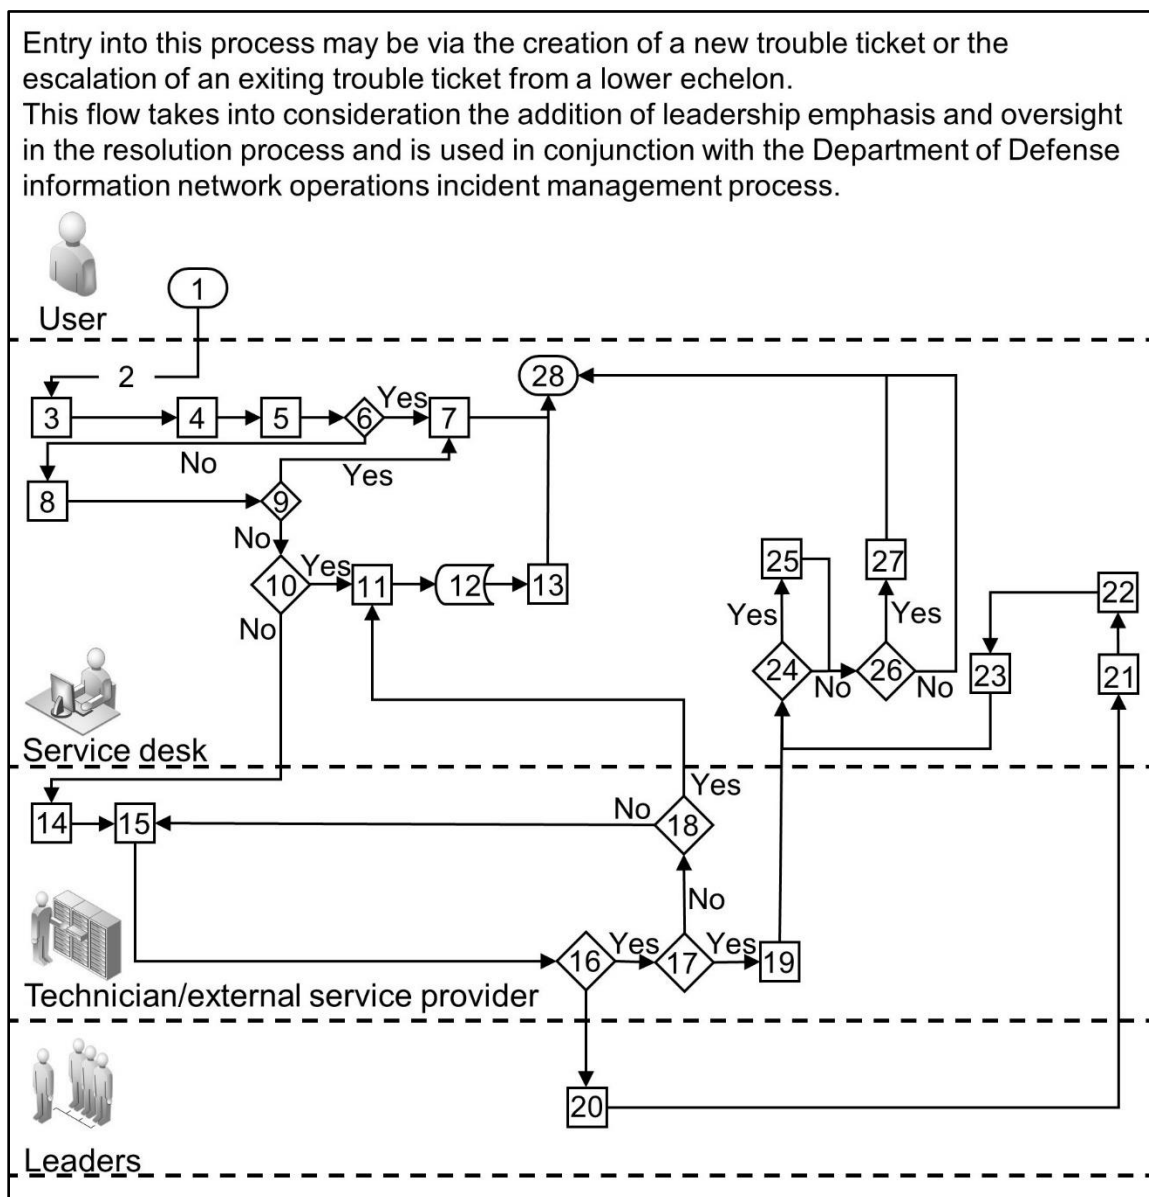 Entry into this process may be via the creation of a new trouble ticket or the
escalation of an exiting trouble ticket from a lower echelon.
This flow takes into consideration the addition of leadership emphasis and oversight
in the resolution process and is used in conjunction with the Department of Defense
information network operations incident management process.
1
User
2
28
3
4
5
6
Yes
7
No
8
9
Yes
No
10
Yes
11
12
13
No
25
27
22
Yes
Yes
24
No
26
No
23
21
Service desk
14
15
No
18
Yes
No
16
Yes
17
Yes
19
Technician/external service provider
20
Leaders